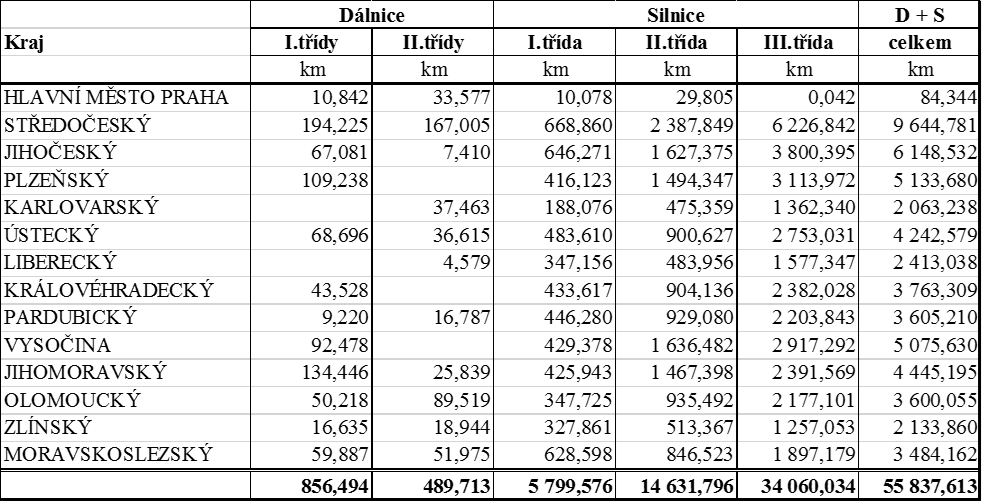 Dálnice Silnice D + S
Kraj I.třídy II.třídy I.třída II.třída III.třída celkem
km km km km km km
HLAVNÍ MĚSTO PRAHA 10,842 33,577 10,078 29,805 0,042 84,344
STŘEDOČESKÝ 194,225 167,005 668,860 2 387,849 6 226,842 9 644,781
JIHOČESKÝ 67,081 7,410 646,271 1 627,375 3 800,395 6 148,532
PLZEŇSKÝ 109,238 416,123 1 494,347 3 113,972 5 133,680
KARLOVARSKÝ 37,463 188,076 475,359 1 362,340 2 063,238
ÚSTECKÝ 68,696 36,615 483,610 900,627 2 753,031 4 242,579
LIBERECKÝ 4,579 347,156 483,956 1 577,347 2 413,038
KRÁLOVÉHRADECKÝ 43,528 433,617 904,136 2 382,028 3 763,309
PARDUBICKÝ 9,220 16,787 446,280 929,080 2 203,843 3 605,210
VYSOČINA 92,478 429,378 1 636,482 2 917,292 5 075,630
JIHOMORAVSKÝ 134,446 25,839 425,943 1 467,398 2 391,569 4 445,195
OLOMOUCKÝ 50,218 89,519 347,725 935,492 2 177,101 3 600,055
ZLÍNSKÝ 16,635 18,944 327,861 513,367 1 257,053 2 133,860
MORAVSKOSLEZSKÝ 59,887 51,975 628,598 846,523 1 897,179 3 484,162
856,494 489,713 5 799,576 14 631,796 34 060,034 55 837,613